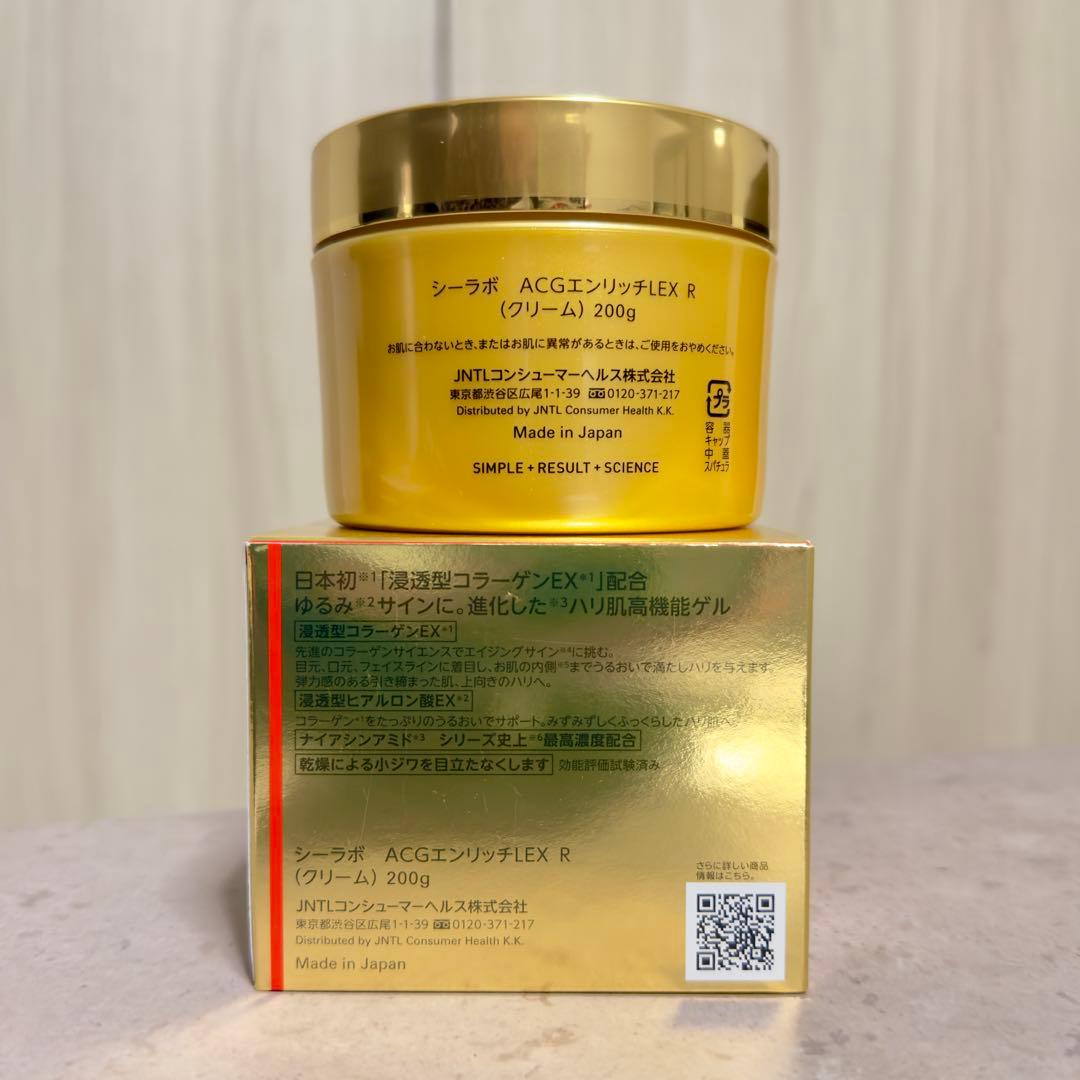 シーラボ ACGエンリッチLEX R
(クリーム) 200g
お肌に合わないとき、またはお肌に異常があるときは、ご使用をおやめください。
JNTLコンシューマーヘルス株式会社
東京都渋谷区広尾1-1-39 0120-371-217
Distributed by JNTL Consumer Health K.K.
Made in Japan
SIMPLE + RESULT + SCIENCE
プラ
容器
キャップ
中蓋
スパチュラ
日本初※1「浸透型コラーゲンEX*1」配合
ゆるみ※2サインに。進化した※3ハリ肌高機能ゲル
浸透型コラーゲンEX*1
先進のコラーゲンサイエンスでエイジングサイン※4に挑む。
目元、口元、フェイスラインに着目し、お肌の内側※5までうるおいで満たしハリを与えます。
弾力感のある引き締まった肌、上向きのハリへ。
浸透型ヒアルロン酸EX*2
コラーゲン*1をたっぷりのうるおいでサポート。みずみずしくふっくらしたハリ肌へ。
ナイアシンアミド*3 シリーズ史上※6最高濃度配合
乾燥による小ジワを目立たなくします 効能評価試験済み
シーラボ ACGエンリッチLEX R
(クリーム) 200g
JNTLコンシューマーヘルス株式会社
東京都渋谷区広尾1-1-39 0120-371-217
Distributed by JNTL Consumer Health K.K.
Made in Japan
さらに詳しい商品
情報はこちら。